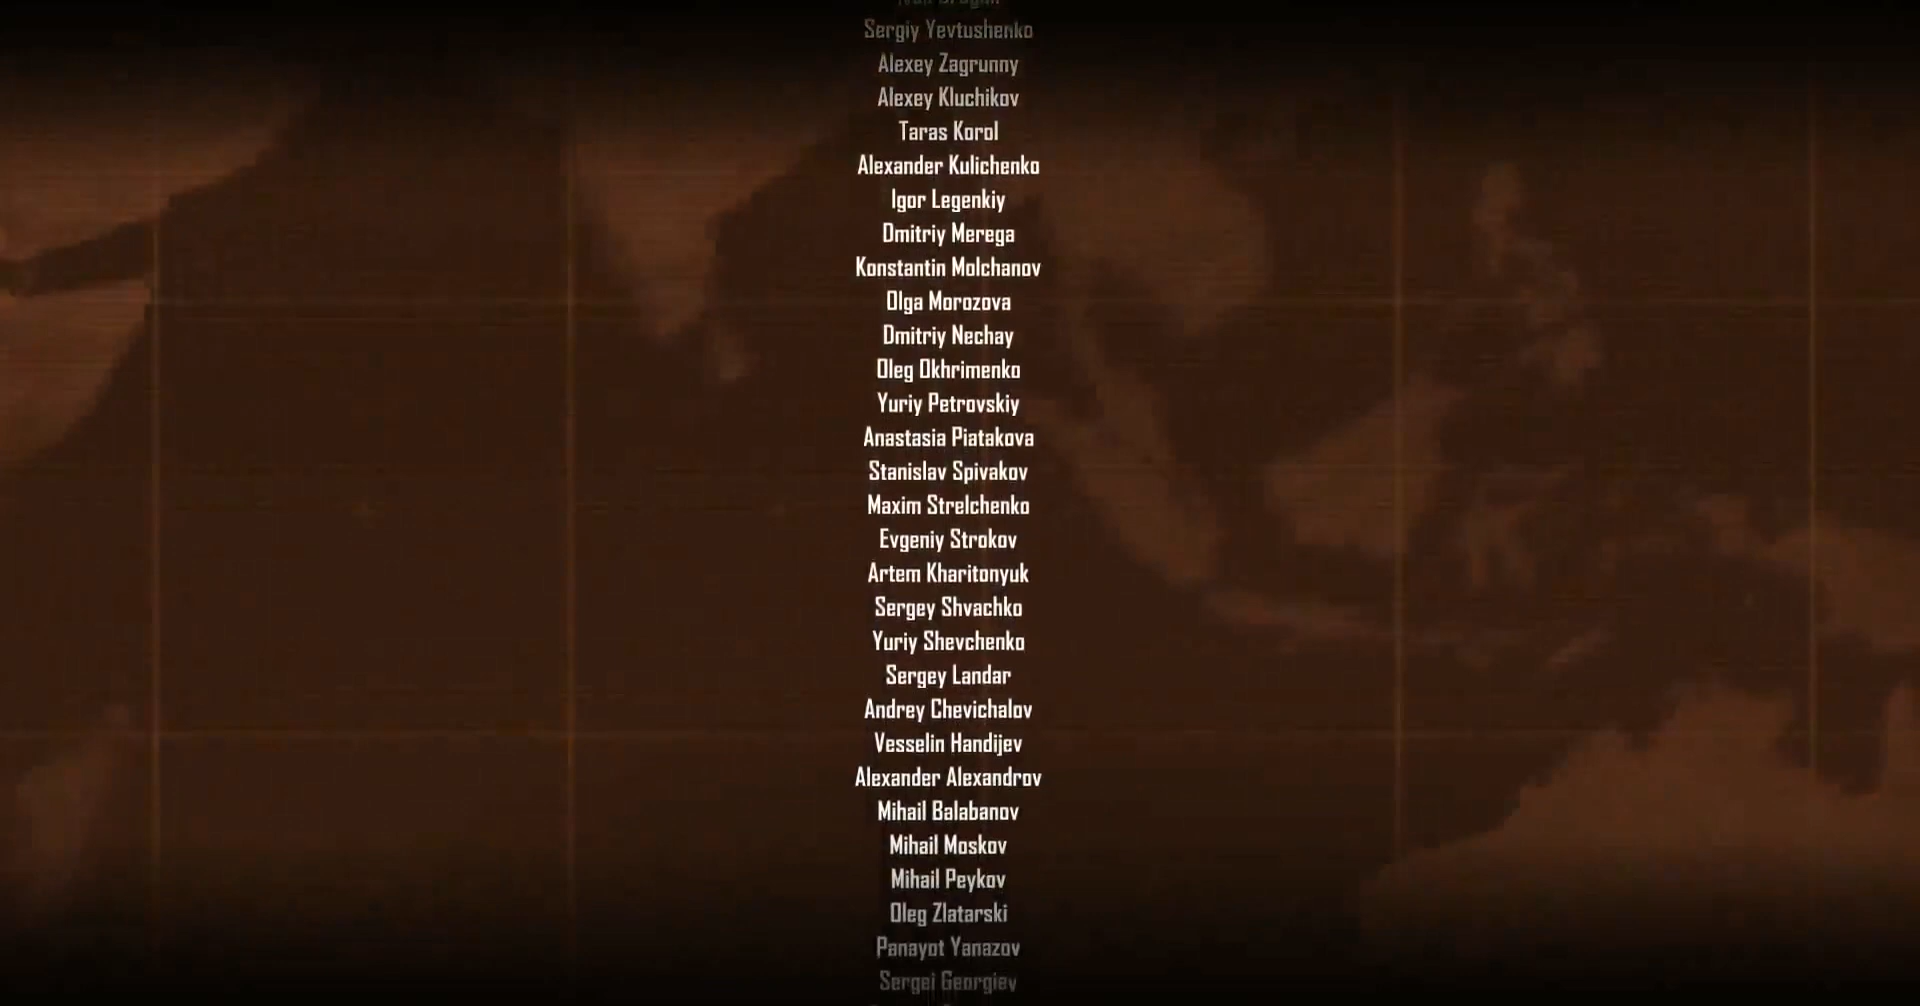 Sergiy Yevtushenko
Alexey Zagrunny
Alexey Kluchikov
Taras Korol
Alexander Kulichenko
Igor Legenkiy
Dmitriy Merega
Konstantin Molchanov
Olga Morozova
Dmitriy Nechay
Oleg Okhrimenko
Yuriy Petrovskiy
Anastasia Piatakova
Stanislav Spivakov
Maxim Strelchenko
Evgeniy Strokov
Artem Kharitonyuk
Sergey Shvachko
Yuriy Shevchenko
Sergey Landar
Andrey Chevichalov
Vesselin Handijev
Alexander Alexandrov
Mihail Balabanov
Mihail Moskov
Mihail Peykov
Oleg Zlatarski
Panayot Yanazov
Sergei Georgiev